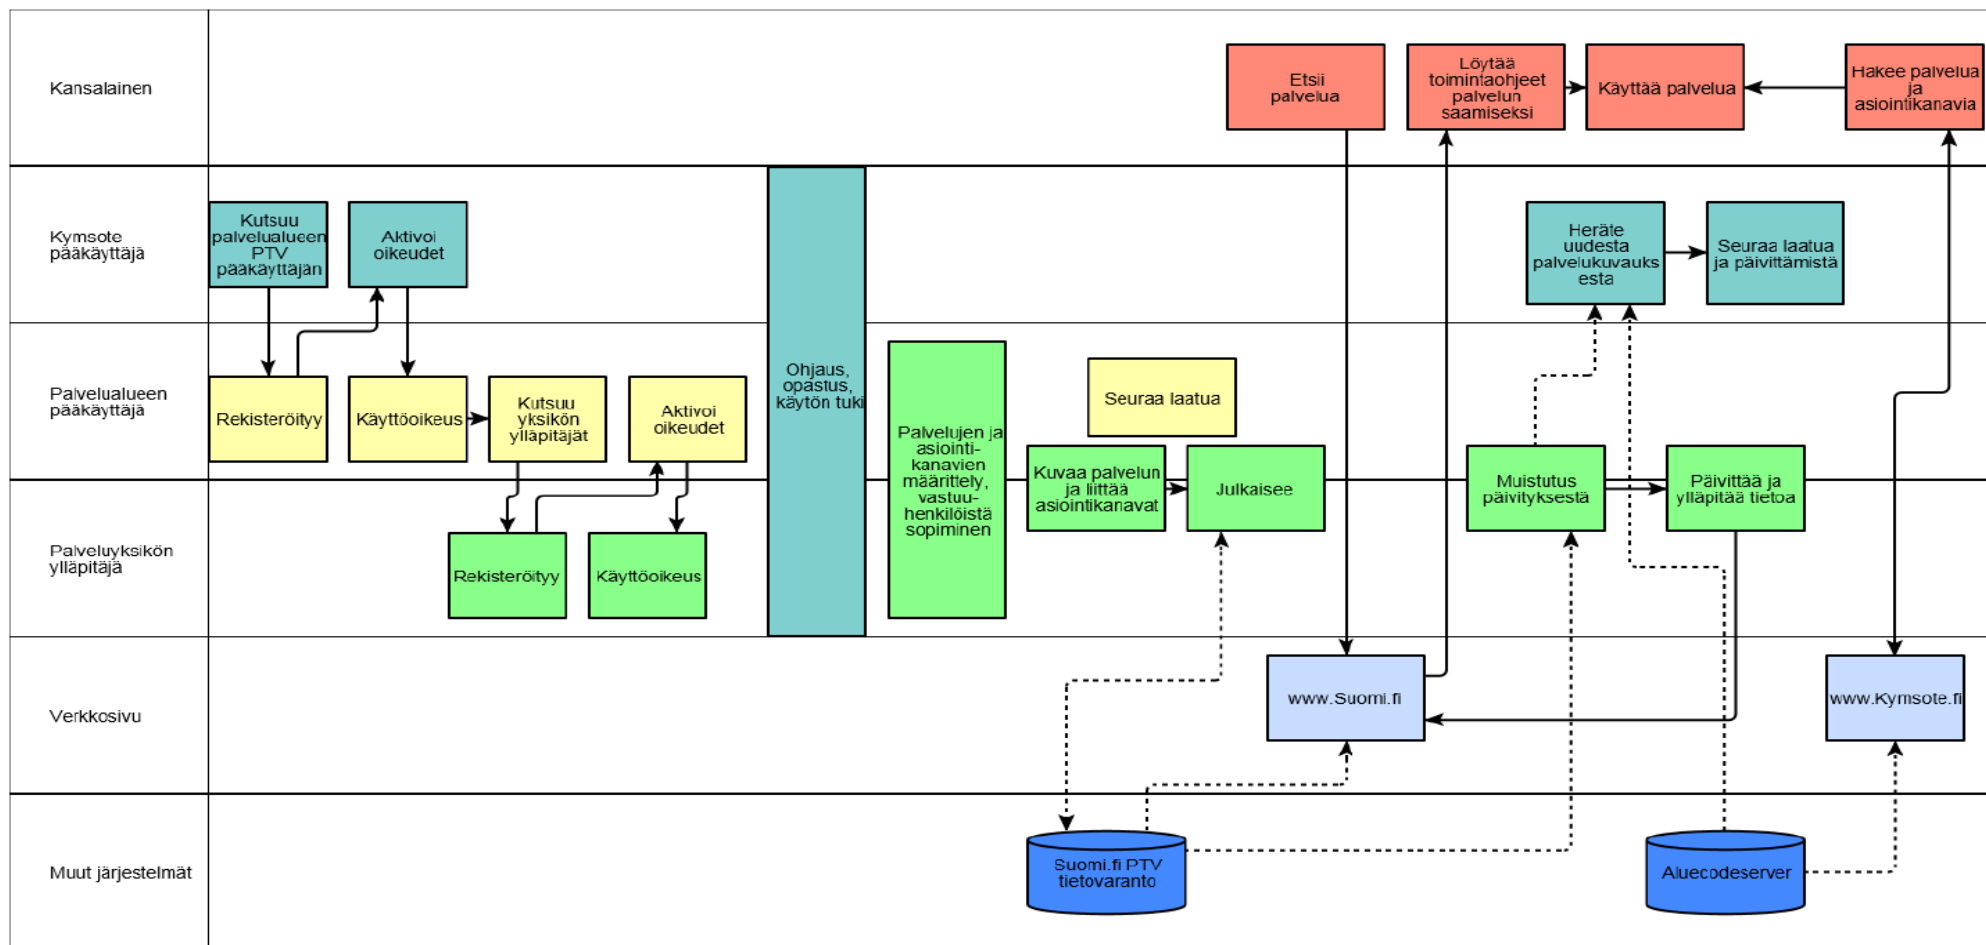 Kansalainen
Etsii
palvelua
Löytää
toimintaohjeet
palvelun
saamiseksi
Käyttää palvelua
Hakee palvelua
ja
asiointikanavia
Kymsote
pääkäyttäjä
Kutsuu
palvelualueen
PTV
pääkäyttäjän
Aktivoi
oikeudet
Heräte
uudesta
palvelukuvauks
esta
Seuraa laatua
ja päivittämistä
Palvelualueen
pääkäyttäjä
Rekisteröityy
Käyttöoikeus
Kutsuu
yksikön
ylläpitäjät
Aktivoi
oikeudet
Ohjaus,
opastus,
käytön tuki
Palvelujen ja
asiointi-
kanavien
määrittely,
vastuu-
henkilöistä
sopiminen
Seuraa laatua
Kuvaa palvelun
ja liittää
asiointikanavat
Julkaisee
Muistutus
päivityksestä
Päivittää ja
ylläpitää tietoa
Palveluyksikön
ylläpitäjä
Rekisteröityy
Käyttöoikeus
Verkkosivu
www.Suomi.fi
www.Kymsote.fi
Muut järjestelmät
Suomi.fi PTV
tietovaranto
Aluecodeserver